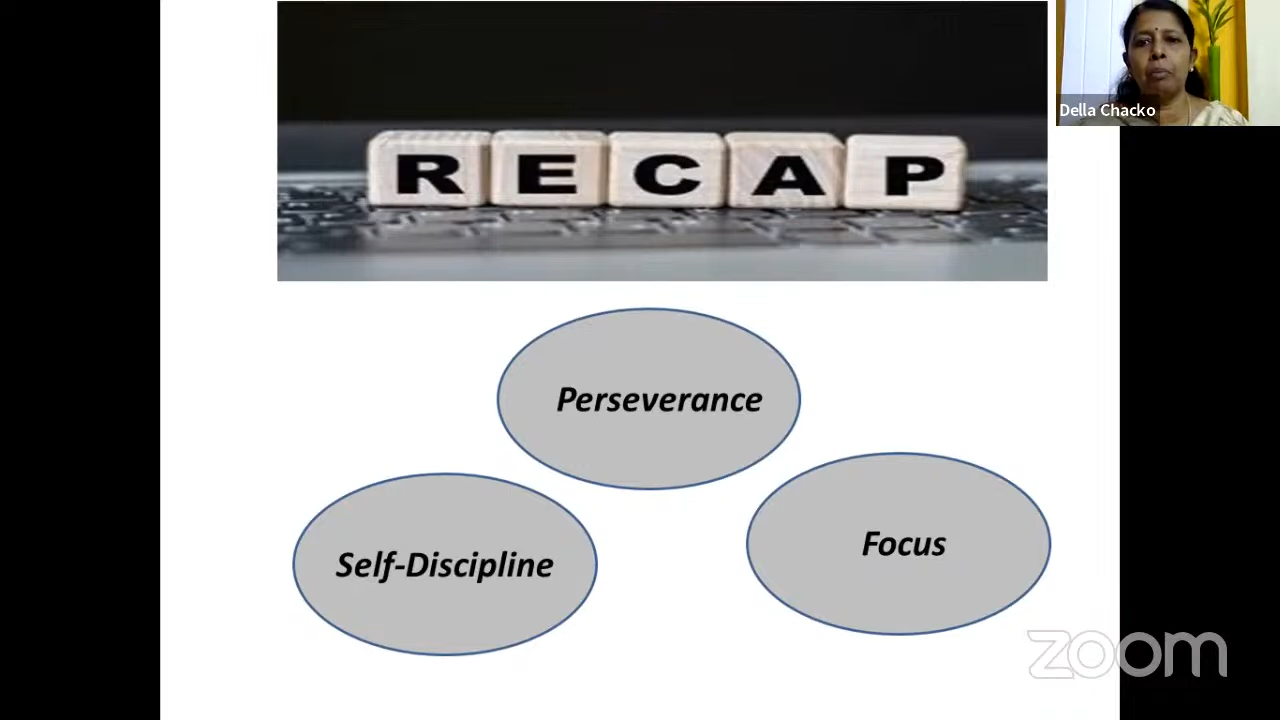 RECAP
Della Chacko
Perseverance
Focus
Self-Discipline
zoom